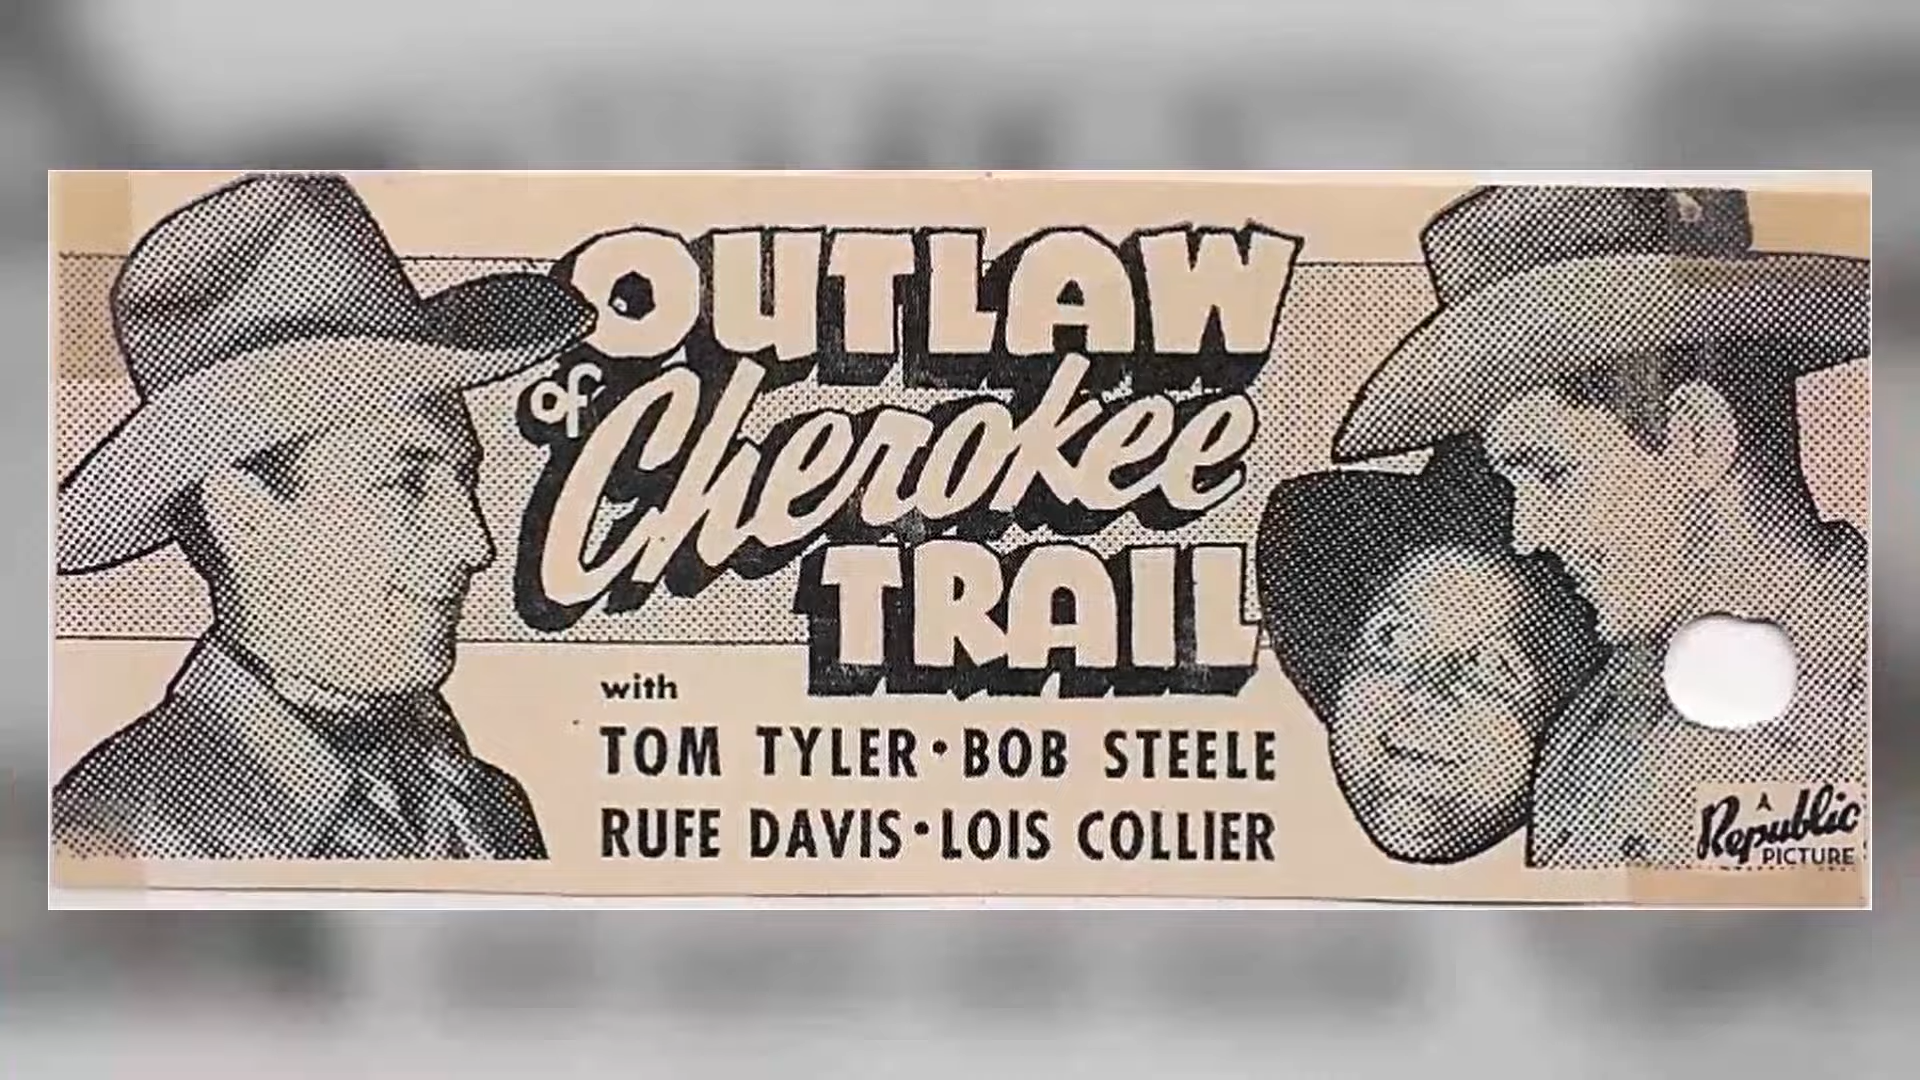 OUTLAW
of Cherokee
TRAIL
with
TOM TYLER • BOB STEELE
RUFE DAVIS • LOIS COLLIER
A
Republic
PICTURE